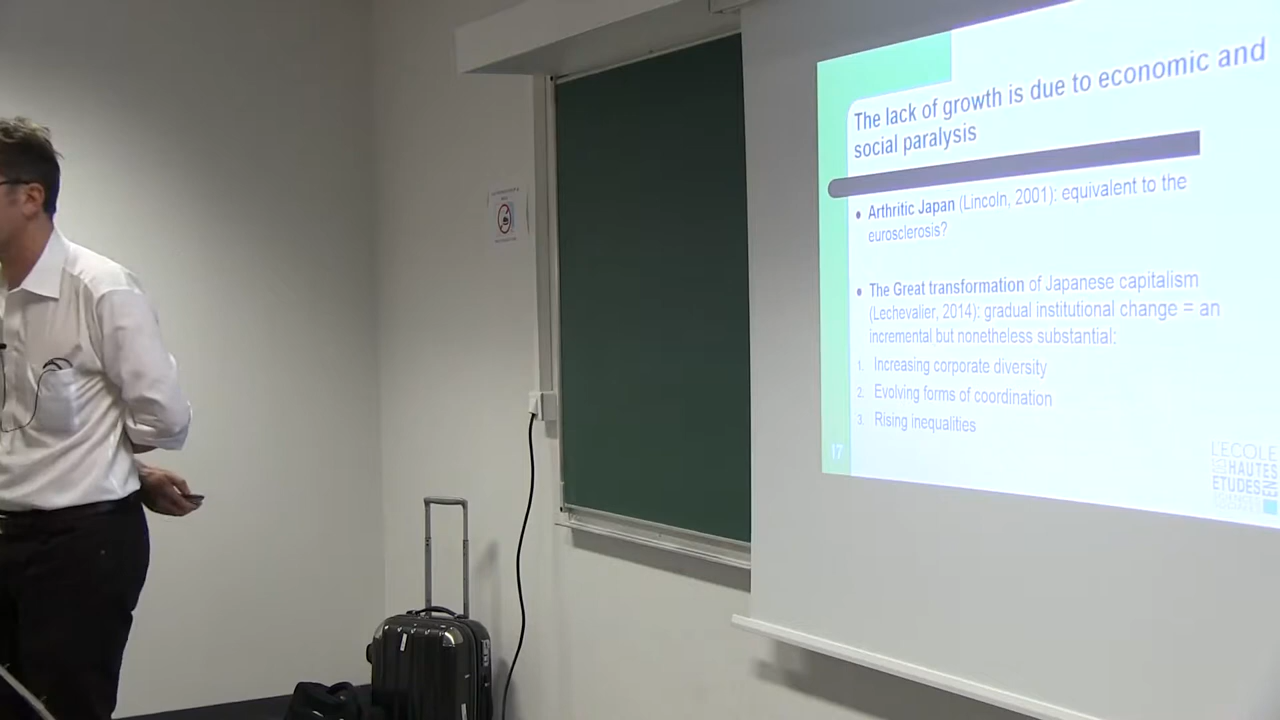 The lack of growth is due to economic and
social paralysis
• Arthritic Japan (Lincoln, 2001): equivalent to the
eurosclerosis?
• The Great transformation of Japanese capitalism
(Lechevalier, 2014): gradual institutional change = an
incremental but nonetheless substantial:
1. Increasing corporate diversity
2. Evolving forms of coordination
3. Rising inequalities
17
L'ECOLE
DES HAUTES
ETUDES EN
SCIENCES